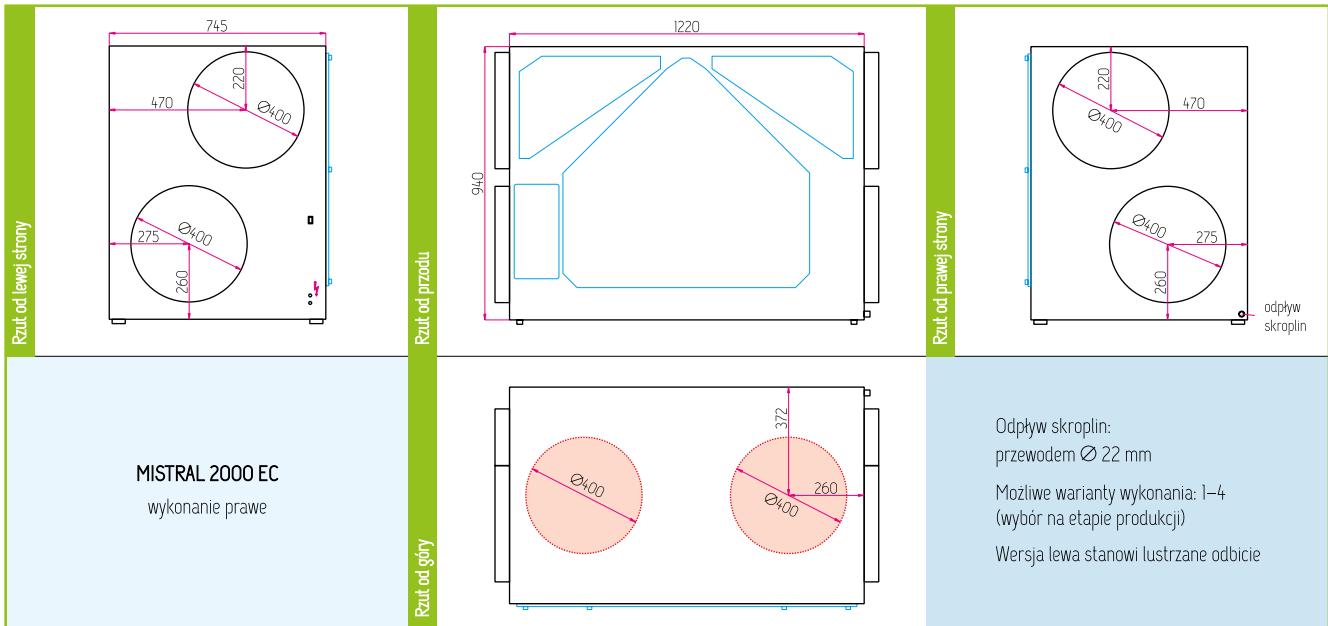 Rzut od lewej strony
745
220
470
Ø400
Ø400
275
260
Rzut od przodu
1220
940
Rzut od prawej strony
220
470
Ø400
Ø400
275
260
odpływ
skroplin
MISTRAL 2000 EC
wykonanie prawe
Rzut od góry
372
Ø400
260
Ø400
Odpływ skroplin:
przewodem Ø 22 mm
Możliwe warianty wykonania: 1–4
(wybór na etapie produkcji)
Wersja lewa stanowi lustrzane odbicie